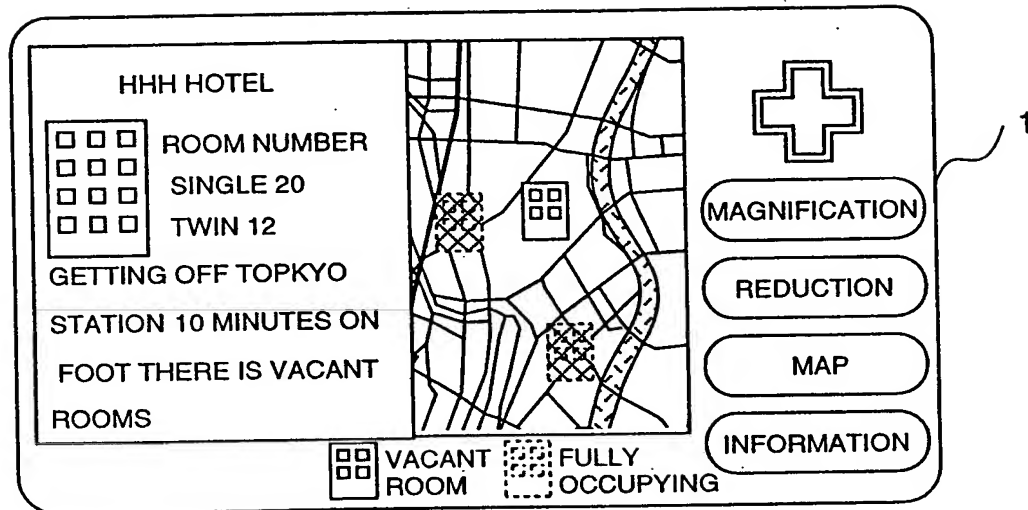 HHH HOTEL
ROOM NUMBER
SINGLE 20
TWIN 12
GETTING OFF TOPKYO
STATION 10 MINUTES ON
FOOT THERE IS VACANT
ROOMS
MAGNIFICATION
REDUCTION
MAP
INFORMATION
VACANT
ROOM
FULLY
OCCUPYING
1